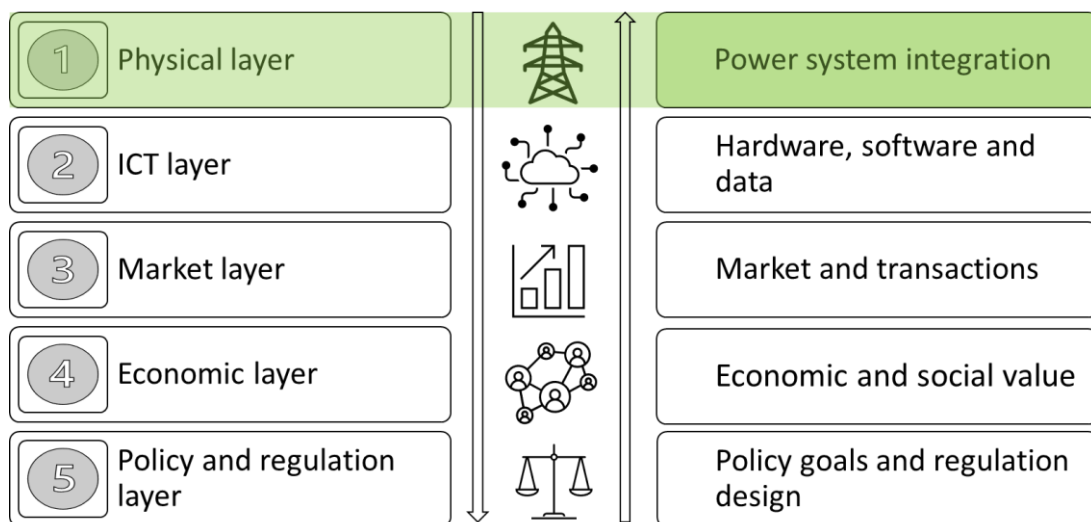 1 Physical layer Power system integration
2 ICT layer Hardware, software and
data
3 Market layer Market and transactions
4 Economic layer Economic and social value
5 Policy and regulation
layer
Policy goals and regulation
design